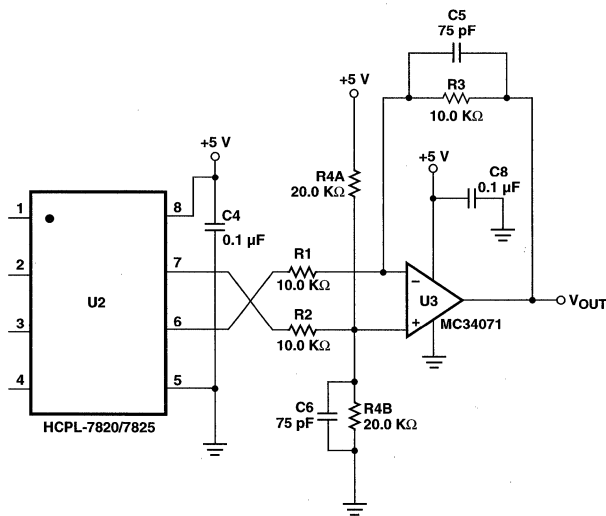 C5
75 pF
R3
10.0 KΩ
+5 V
R4A
20.0 KΩ
+5 V
C8
0.1 µF
+5 V
C4
0.1 µF
1
2
3
4
8
7
6
5
U2
HCPL-7820/7825
R1
10.0 KΩ
R2
10.0 KΩ
−
+
U3
MC34071
VOUT
C6
75 pF
R4B
20.0 KΩ